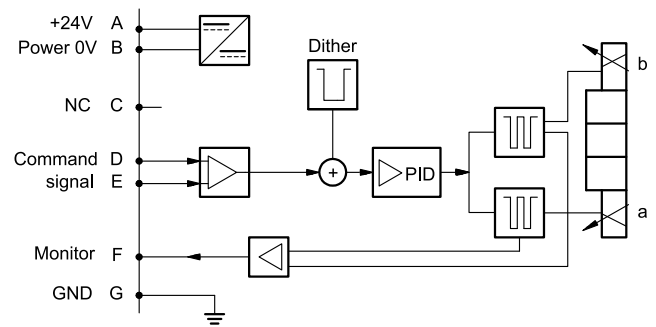 +24V A
Power 0V B
Dither
b
NC C
Command D
signal E
+
PID
a
Monitor F
GND G